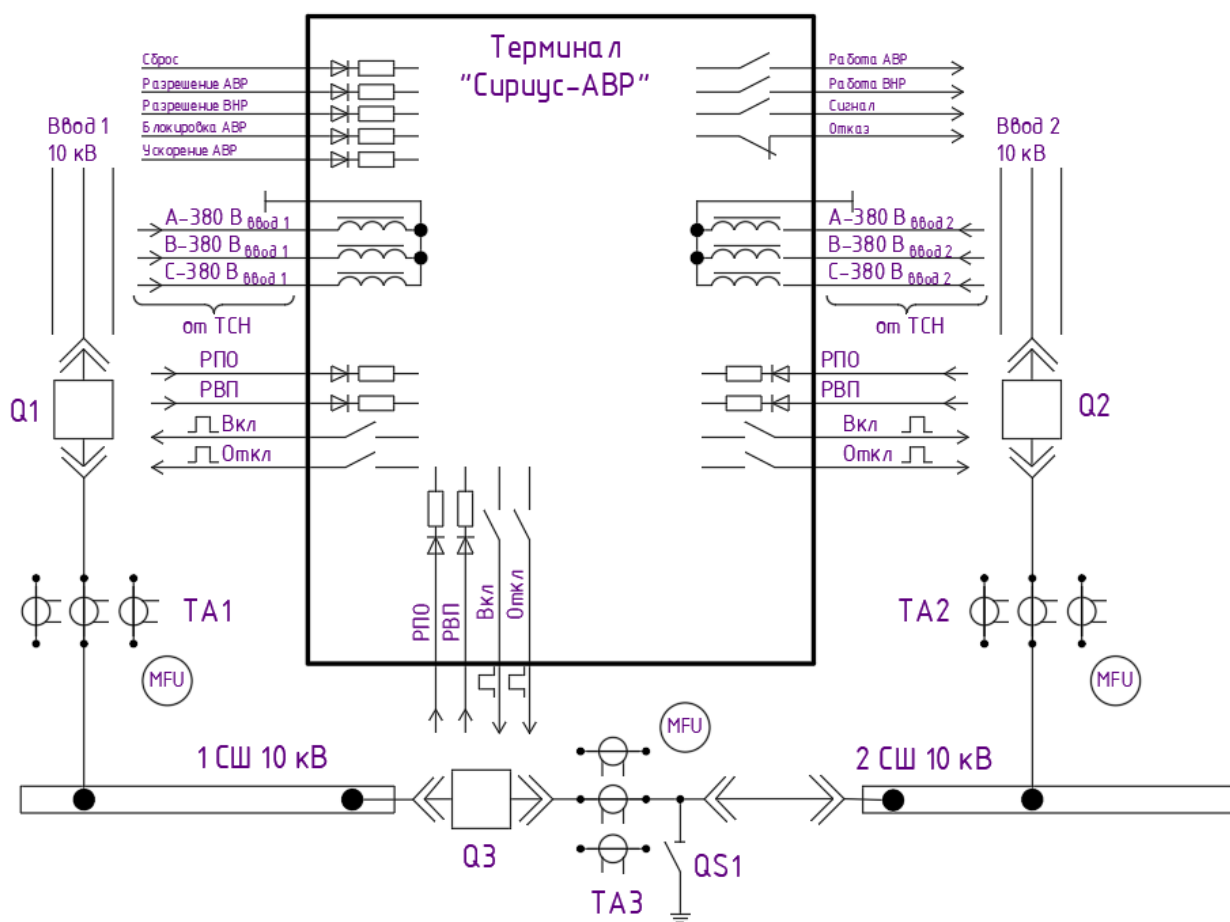 Терминал
"Сириус-АВР"
Сброс
Разрешение АВР
Разрешение ВНР
Блокировка АВР
Ускорение АВР
Работа АВР
Работа ВНР
Сигнал
Отказ
Ввод 1
10 кВ
Ввод 2
10 кВ
А-380 В ввод 1
В-380 В ввод 1
С-380 В ввод 1
от ТСН
А-380 В ввод 2
В-380 В ввод 2
С-380 В ввод 2
от ТСН
Q1
РПО
РВП
Вкл
Откл
РПО
РВП
Вкл
Откл
Q2
РПО
РВП
Вкл
Откл
ТА1
MFU
ТА2
MFU
MFU
1 СШ 10 кВ
2 СШ 10 кВ
Q3
QS1
ТА3